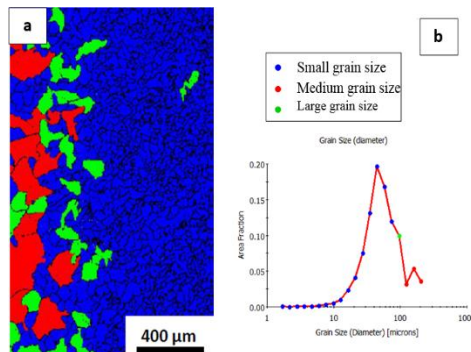 a
400 µm
b
Small grain size
Medium grain size
Large grain size
Grain Size (diameter)
Area Fraction
0.20
0.15
0.10
0.05
0.00
1 10 100 1000
Grain Size (Diameter) [microns]